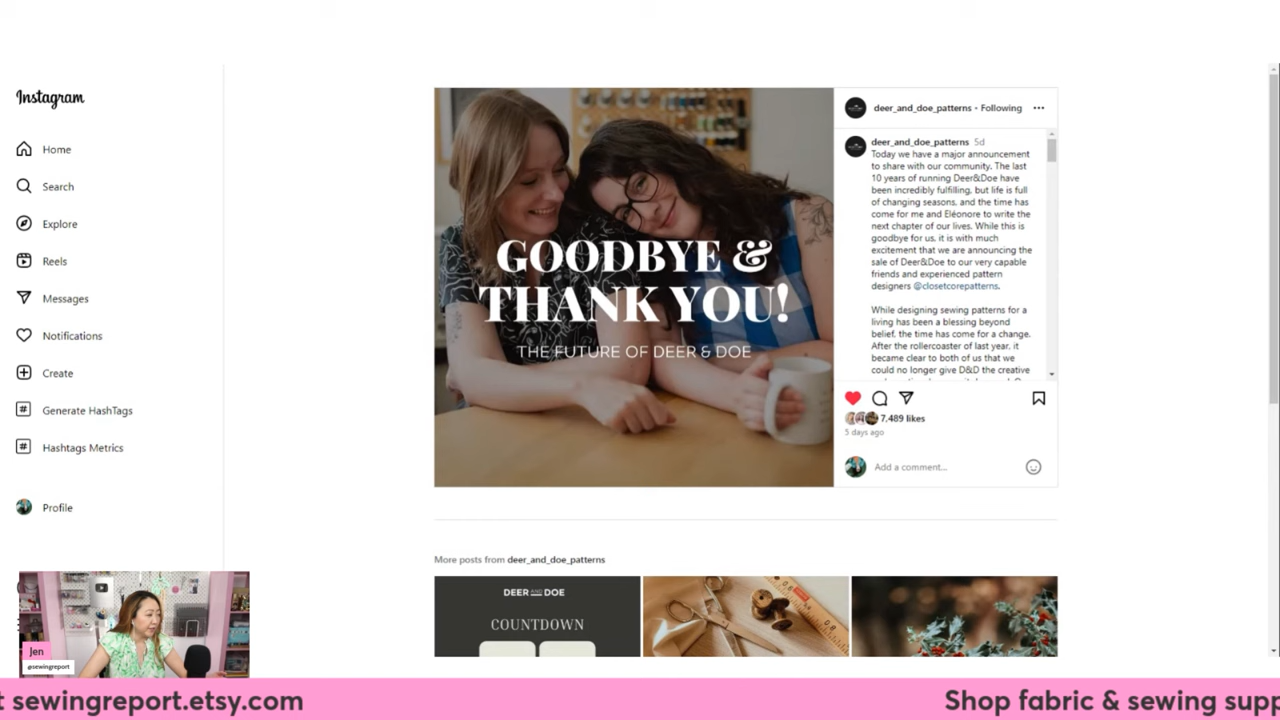 Instagram
Home
Search
Explore
Reels
Messages
Notifications
Create
Generate HashTags
Hashtags Metrics
Profile
GOODBYE &
THANK YOU!
THE FUTURE OF DEER & DOE
deer_and_doe_patterns • Following
deer_and_doe_patterns 5d
Today we have a major announcement
to share with our community. The last
10 years of running Deer&Doe have
been incredibly fulfilling, but life is full
of changing seasons, and the time has
come for me and Eléonore to write the
next chapter of our lives. While this is
goodbye for us, it is with much
excitement that we are announcing the
sale of Deer&Doe to our very capable
friends and experienced pattern
designers @closetcorepatterns.
While designing sewing patterns for a
living has been a blessing beyond
belief, the time has come for a change.
After the rollercoaster of last year, it
became clear to both of us that we
could no longer give D&D the creative
7,489 likes
5 days ago
Add a comment...
More posts from deer_and_doe_patterns
DEER AND DOE
COUNTDOWN
Jen
@sewingreport
t sewingreport.etsy.com
Shop fabric & sewing supp